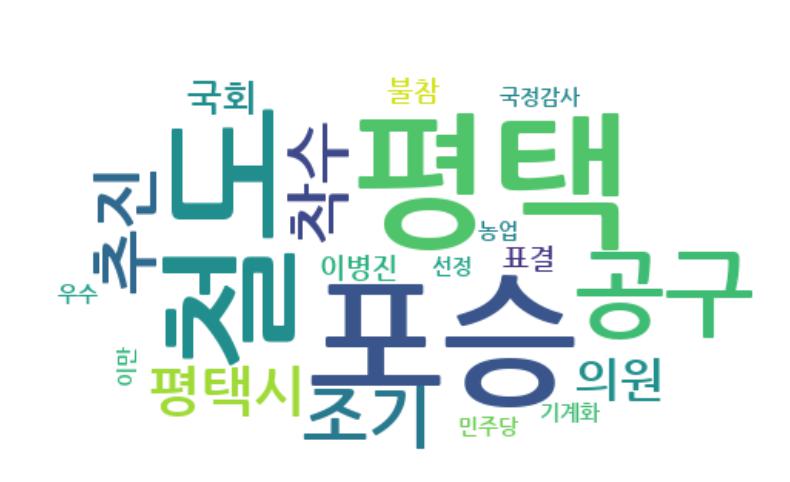 국회
불참
국정감사
철도
착수
평택
추진
농업
이병진
선정
표결
공구
우수
포승
이만
평택시
조기
의원
민주당
기계화